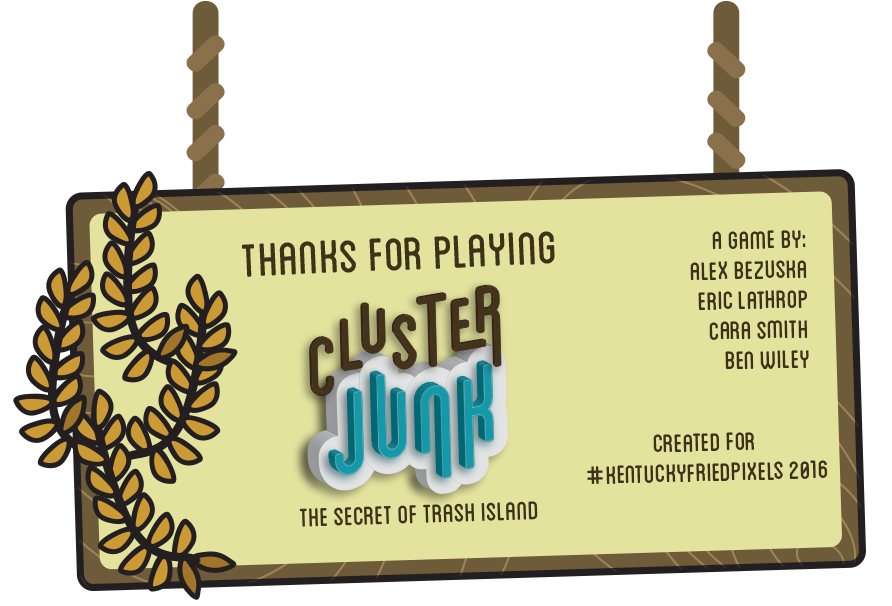 THANKS FOR PLAYING
CLUSTER
JUNK
THE SECRET OF TRASH ISLAND
A GAME BY:
ALEX BEZUSKA
ERIC LATHROP
CARA SMITH
BEN WILEY
CREATED FOR
#KENTUCKYFRIEDPIXELS 2016